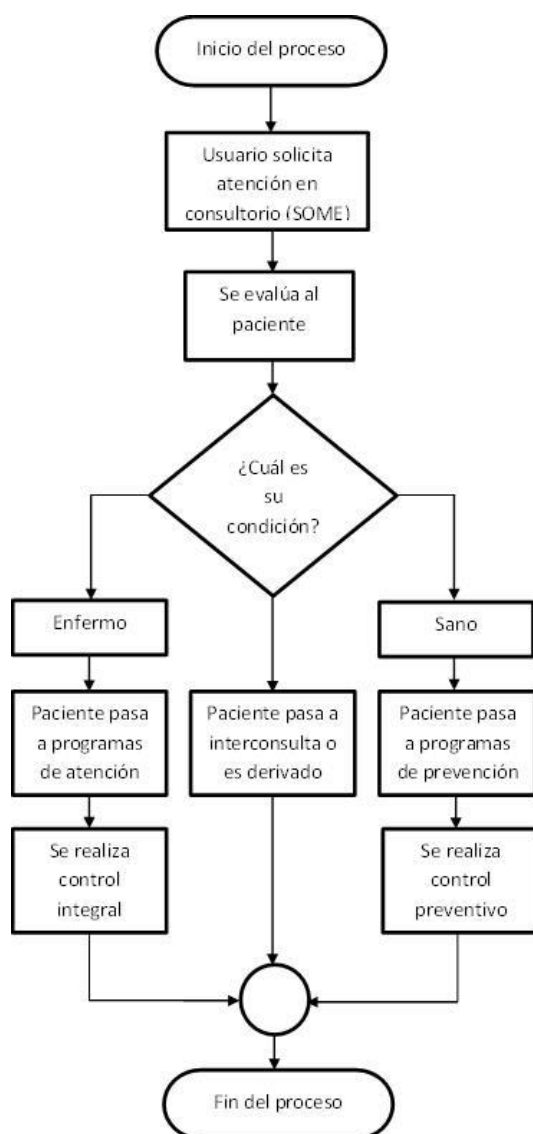 Inicio del proceso
Usuario solicita
atención en
consultorio (SOME)
Se evalúa al
paciente
¿Cuál es
su
condición?
Enfermo
Sano
Paciente pasa
a programas
de atención
Paciente pasa a
interconsulta o
es derivado
Paciente pasa
a programas
de prevención
Se realiza
control
integral
Se realiza
control
preventivo
Fin del proceso